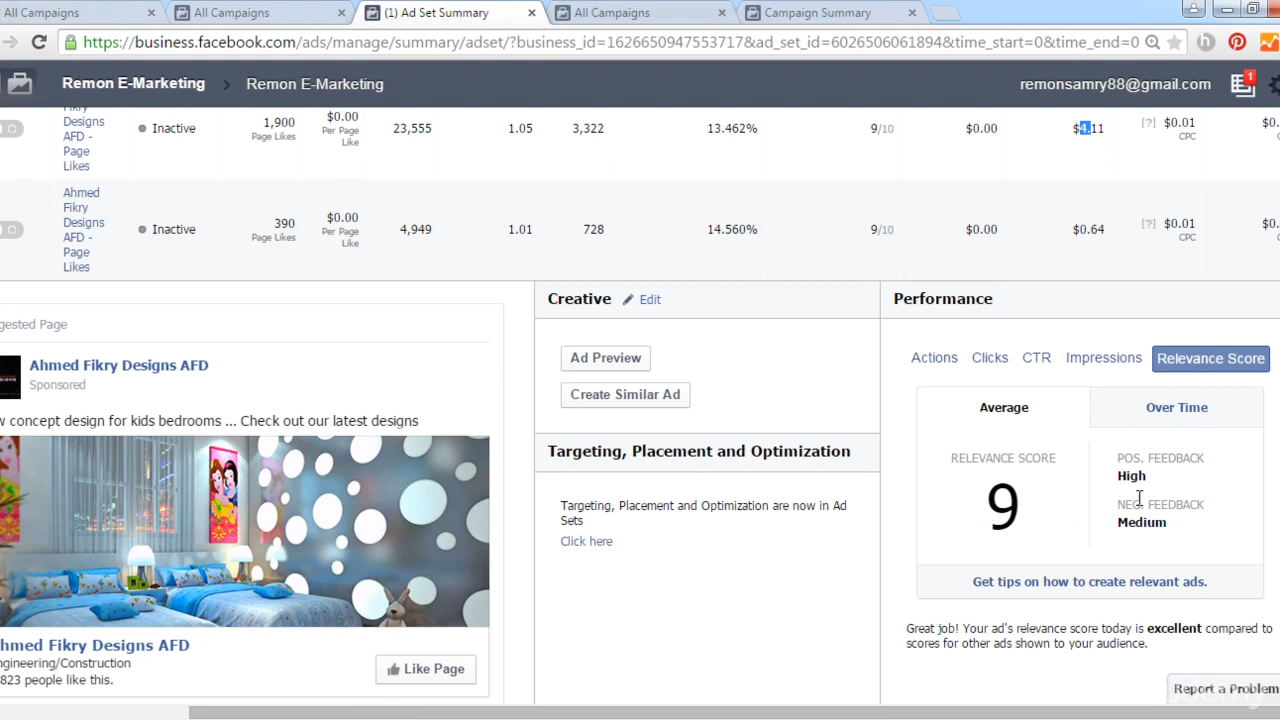 All Campaigns
All Campaigns
(1) Ad Set Summary
All Campaigns
Campaign Summary
https://business.facebook.com/ads/manage/summary/adset/?business_id=1626650947553717&ad_set_id=6026506061894&time_start=0&time_end=0
Remon E-Marketing > Remon E-Marketing
remonsamry88@gmail.com
1
Fikry
Designs
AFD -
Page
Likes
Inactive
1,900
Page Likes
$0.00
Per Page
Like
23,555
1.05
3,322
13.462%
9/10
$0.00
$4.11
[?] $0.01
CPC
$0.
Ahmed
Fikry
Designs
AFD -
Page
Likes
Inactive
390
Page Likes
$0.00
Per Page
Like
4,949
1.01
728
14.560%
9/10
$0.00
$0.64
[?] $0.01
CPC
$0.
gested Page
Ahmed Fikry Designs AFD
Sponsored
w concept design for kids bedrooms ... Check out our latest designs
hmed Fikry Designs AFD
ngineering/Construction
823 people like this.
Like Page
Creative Edit
Ad Preview
Create Similar Ad
Targeting, Placement and Optimization
Targeting, Placement and Optimization are now in Ad
Sets
Click here
Performance
Actions Clicks CTR Impressions Relevance Score
Average
Over Time
RELEVANCE SCORE
9
POS. FEEDBACK
High
NEG. FEEDBACK
Medium
Get tips on how to create relevant ads.
Great job! Your ad's relevance score today is excellent compared to
scores for other ads shown to your audience.
Report a Problem